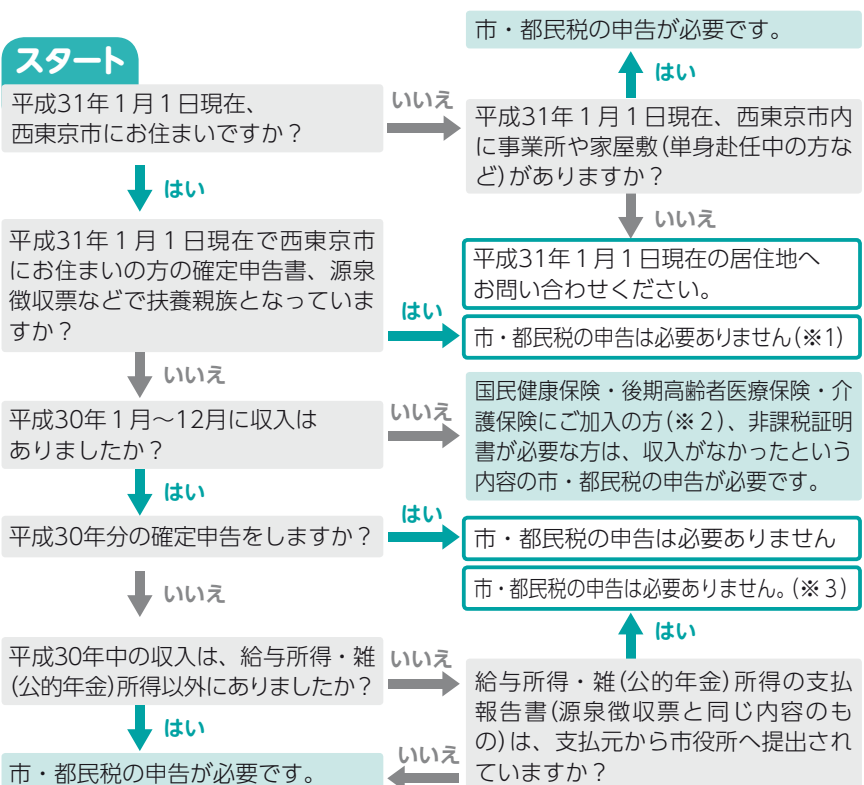 スタート
平成31年1月1日現在、
西東京市にお住まいですか？
いいえ
はい
平成31年1月1日現在、西東京市内
に事業所や家屋敷(単身赴任中の方な
ど)がありますか？
はい
市・都民税の申告が必要です。
いいえ
平成31年1月1日現在の居住地へ
お問い合わせください。
平成31年1月1日現在で西東京市
にお住まいの方の確定申告書、源泉
徴収票などで扶養親族となっていま
すか？
はい
市・都民税の申告は必要ありません(※1)
いいえ
平成30年1月～12月に収入は
ありましたか？
いいえ
国民健康保険・後期高齢者医療保険・介
護保険にご加入の方(※2)、非課税証明
書が必要な方は、収入がなかったという
内容の市・都民税の申告が必要です。
はい
平成30年分の確定申告をしますか？
はい
市・都民税の申告は必要ありません
いいえ
平成30年中の収入は、給与所得・雑
(公的年金)所得以外にありましたか？
いいえ
給与所得・雑(公的年金)所得の支払
報告書(源泉徴収票と同じ内容のも
の)は、支払元から市役所へ提出され
ていますか？
はい
市・都民税の申告は必要ありません。(※3)
いいえ
はい
市・都民税の申告が必要です。